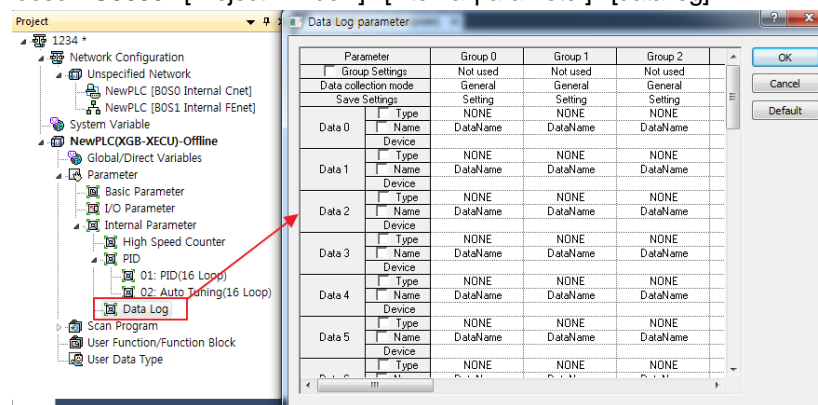 Project
1234 *
Network Configuration
Unspecified Network
NewPLC [B0S0 Internal Cnet]
NewPLC [B0S1 Internal FEnet]
System Variable
NewPLC(XGB-XECU)-Offline
Global/Direct Variables
Parameter
Basic Parameter
I/O Parameter
Internal Parameter
High Speed Counter
PID
01: PID(16 Loop)
02: Auto Tuning(16 Loop)
Data Log
Scan Program
User Function/Function Block
User Data Type
Data Log parameter
Parameter Group 0 Group 1 Group 2
Group Settings Not used Not used Not used
Data collection mode General General General
Save Settings Setting Setting Setting
Data 0 Type NONE NONE NONE
Name DataName DataName DataName
Device
Data 1 Type NONE NONE NONE
Name DataName DataName DataName
Device
Data 2 Type NONE NONE NONE
Name DataName DataName DataName
Device
Data 3 Type NONE NONE NONE
Name DataName DataName DataName
Device
Data 4 Type NONE NONE NONE
Name DataName DataName DataName
Device
Data 5 Type NONE NONE NONE
Name DataName DataName DataName
Device
Type NONE NONE NONE
OK
Cancel
Default